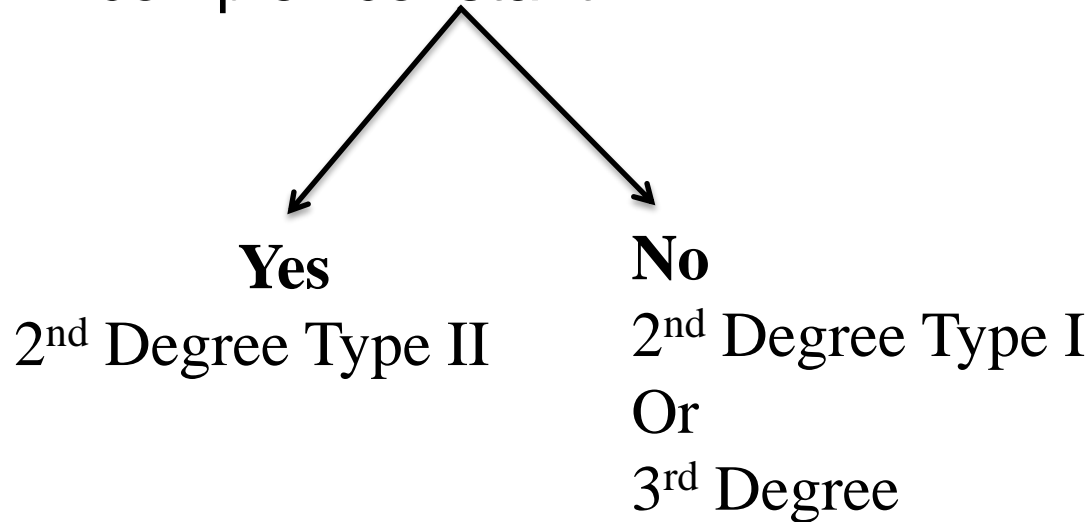 Yes
2nd Degree Type II
No
2nd Degree Type I
Or
3rd Degree